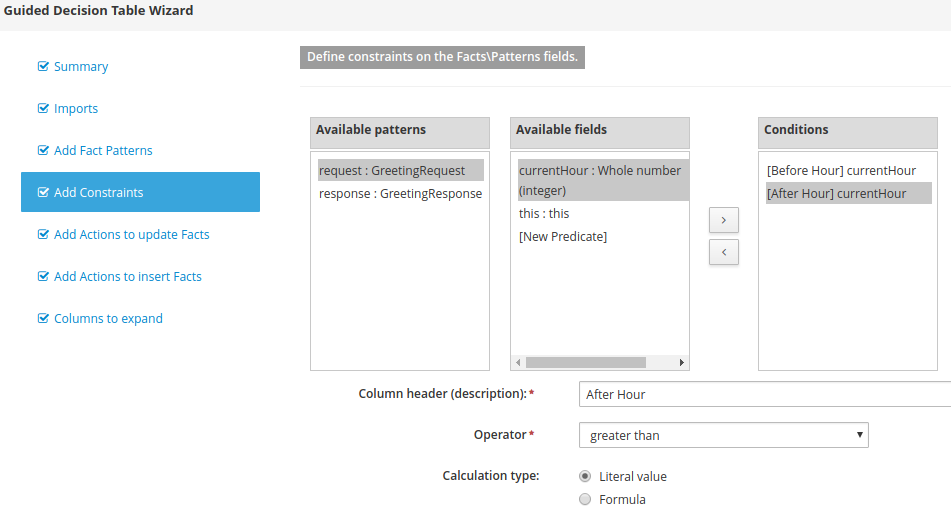 Guided Decision Table Wizard
Summary
Imports
Add Fact Patterns
Add Constraints
Add Actions to update Facts
Add Actions to insert Facts
Columns to expand
Define constraints on the Facts\Patterns fields.
Available patterns
request : GreetingRequest
response : GreetingResponse
Available fields
currentHour : Whole number
(integer)
this : this
[New Predicate]
>
<
Conditions
[Before Hour] currentHour
[After Hour] currentHour
Column header (description):*
After Hour
Operator*
greater than
Calculation type:
Literal value
Formula